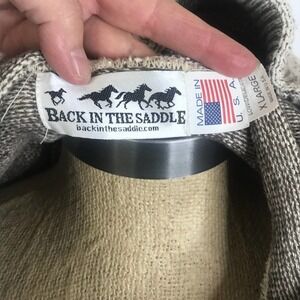 BACK IN THE SADDLE
backinthesaddle.com
MADE IN
U.S.A.
LARGE